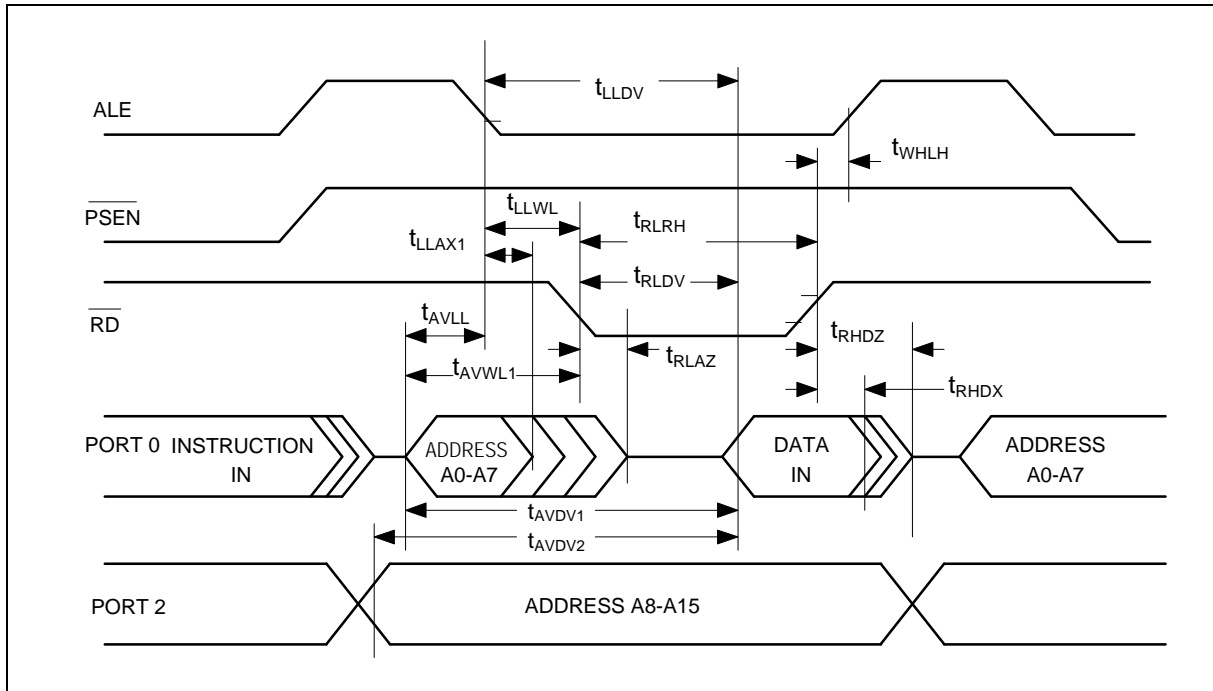 ALE
tLLDV
tWHLH
PSEN
tLLWL
tRLRH
tLLAX1
tRLDV
RD
tAVLL
tRHDZ
tRLAZ
tAVWL1
tRHDX
PORT 0
INSTRUCTION
IN
ADDRESS
A0-A7
DATA
IN
ADDRESS
A0-A7
tAVDV1
tAVDV2
PORT 2
ADDRESS A8-A15